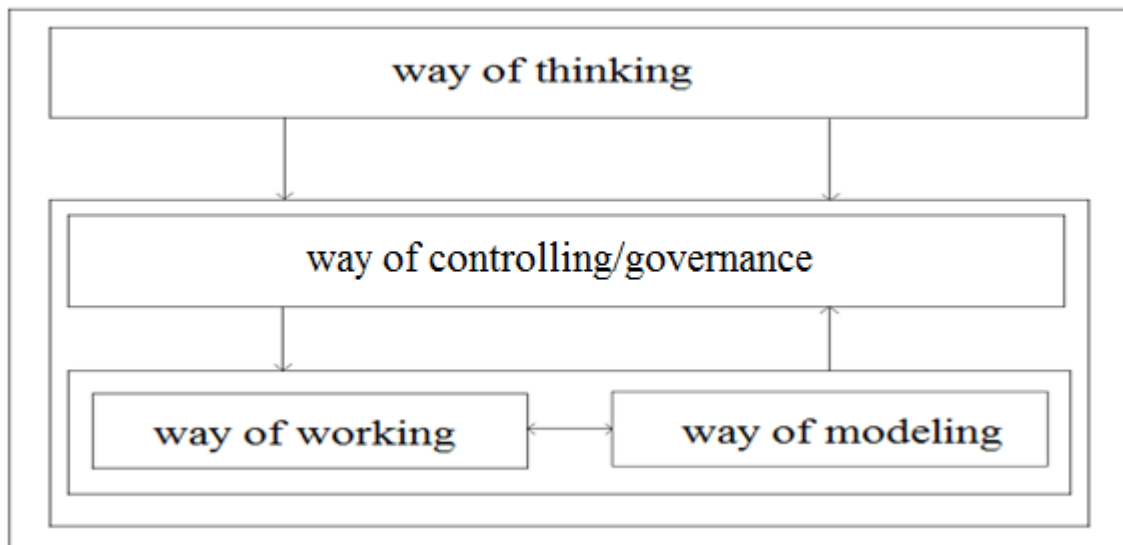 way of thinking
way of controlling/governance
way of working
way of modeling